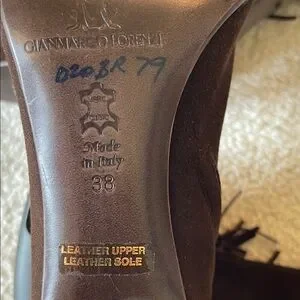 GIANMARCO LORENZI
Made
in Italy
38
LEATHER UPPER
LEATHER SOLE